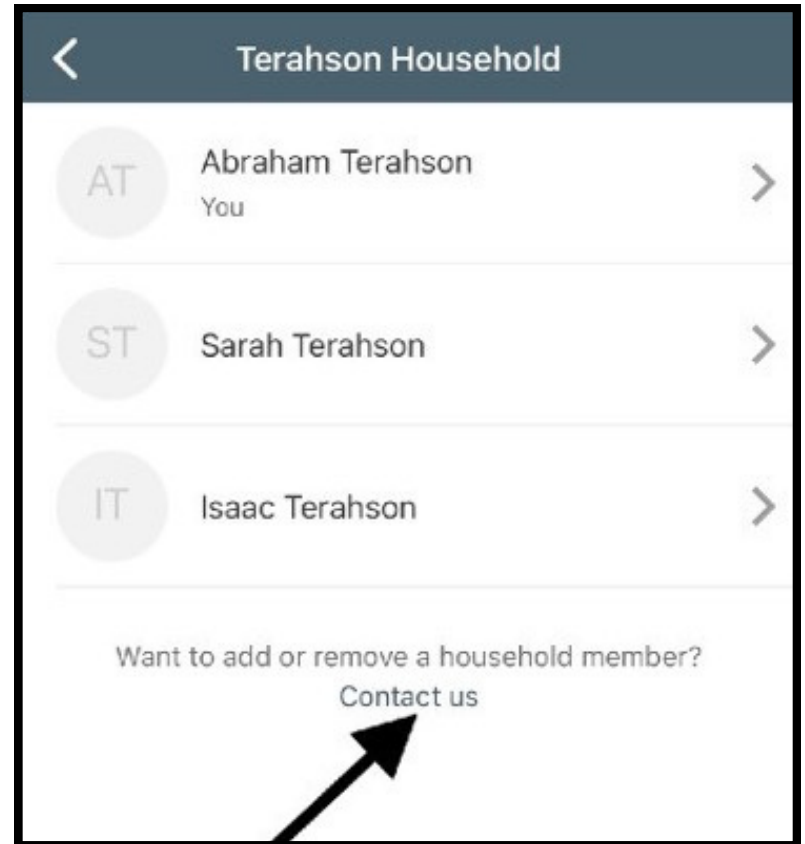 Terahson Household
AT
Abraham Terahson
You
ST
Sarah Terahson
IT
Isaac Terahson
Want to add or remove a household member?
Contact us